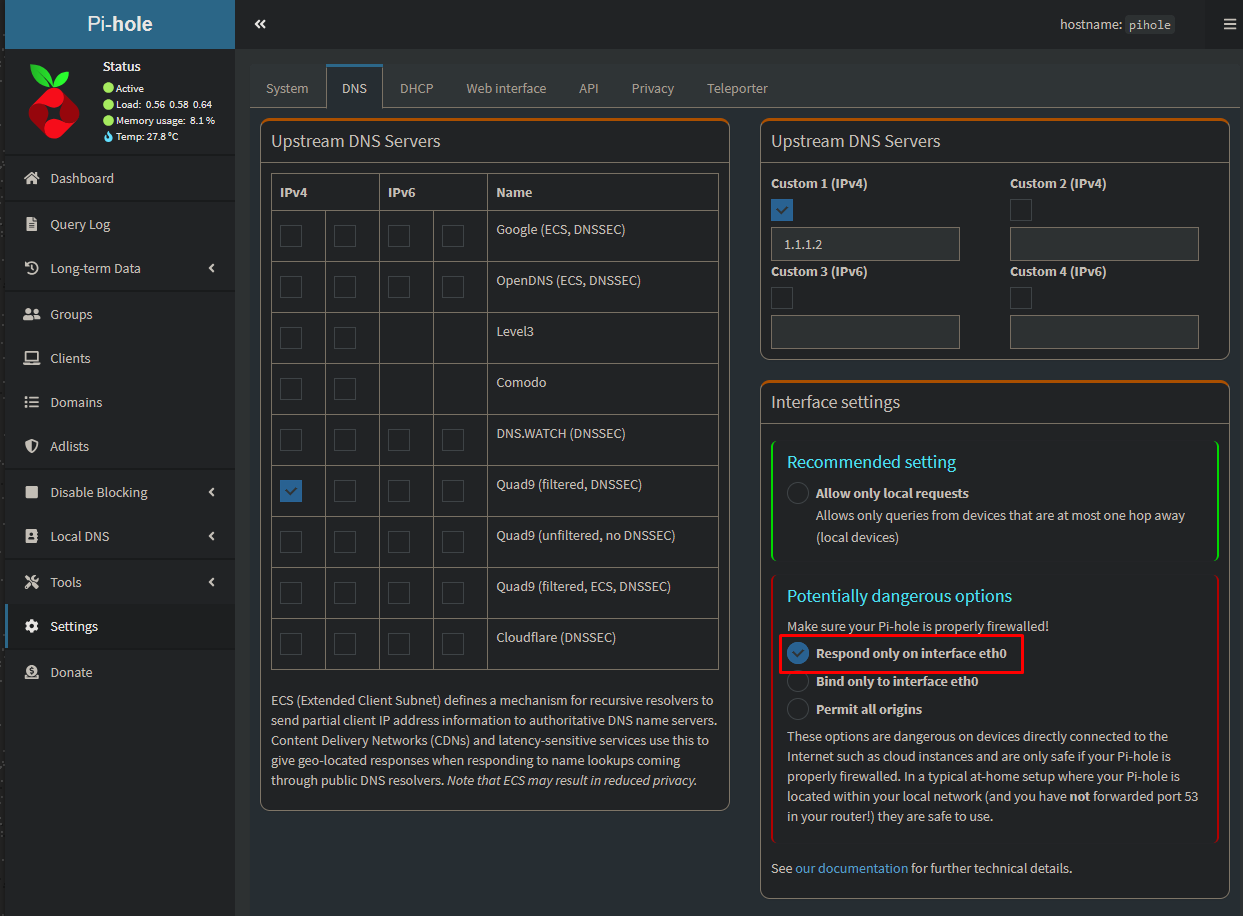 Pi-hole
hostname: pihole
Status
Active
Load: 0.56 0.58 0.64
Memory usage: 8.1 %
Temp: 27.8 °C
Dashboard
Query Log
Long-term Data
Groups
Clients
Domains
Adlists
Disable Blocking
Local DNS
Tools
Settings
Donate
System
DNS
DHCP
Web interface
API
Privacy
Teleporter
Upstream DNS Servers
IPv4
IPv6
Name
Google (ECS, DNSSEC)
OpenDNS (ECS, DNSSEC)
Level3
Comodo
DNS.WATCH (DNSSEC)
Quad9 (filtered, DNSSEC)
Quad9 (unfiltered, no DNSSEC)
Quad9 (filtered, ECS, DNSSEC)
Cloudflare (DNSSEC)
ECS (Extended Client Subnet) defines a mechanism for recursive resolvers to
send partial client IP address information to authoritative DNS name servers.
Content Delivery Networks (CDNs) and latency-sensitive services use this to
give geo-located responses when responding to name lookups coming
through public DNS resolvers. Note that ECS may result in reduced privacy.
Upstream DNS Servers
Custom 1 (IPv4)
Custom 2 (IPv4)
1.1.1.2
Custom 3 (IPv6)
Custom 4 (IPv6)
Interface settings
Recommended setting
Allow only local requests
Allows only queries from devices that are at most one hop away
(local devices)
Potentially dangerous options
Make sure your Pi-hole is properly firewalled!
Respond only on interface eth0
Bind only to interface eth0
Permit all origins
These options are dangerous on devices directly connected to the
Internet such as cloud instances and are only safe if your Pi-hole is
properly firewalled. In a typical at-home setup where your Pi-hole is
located within your local network (and you have not forwarded port 53
in your router!) they are safe to use.
See our documentation for further technical details.